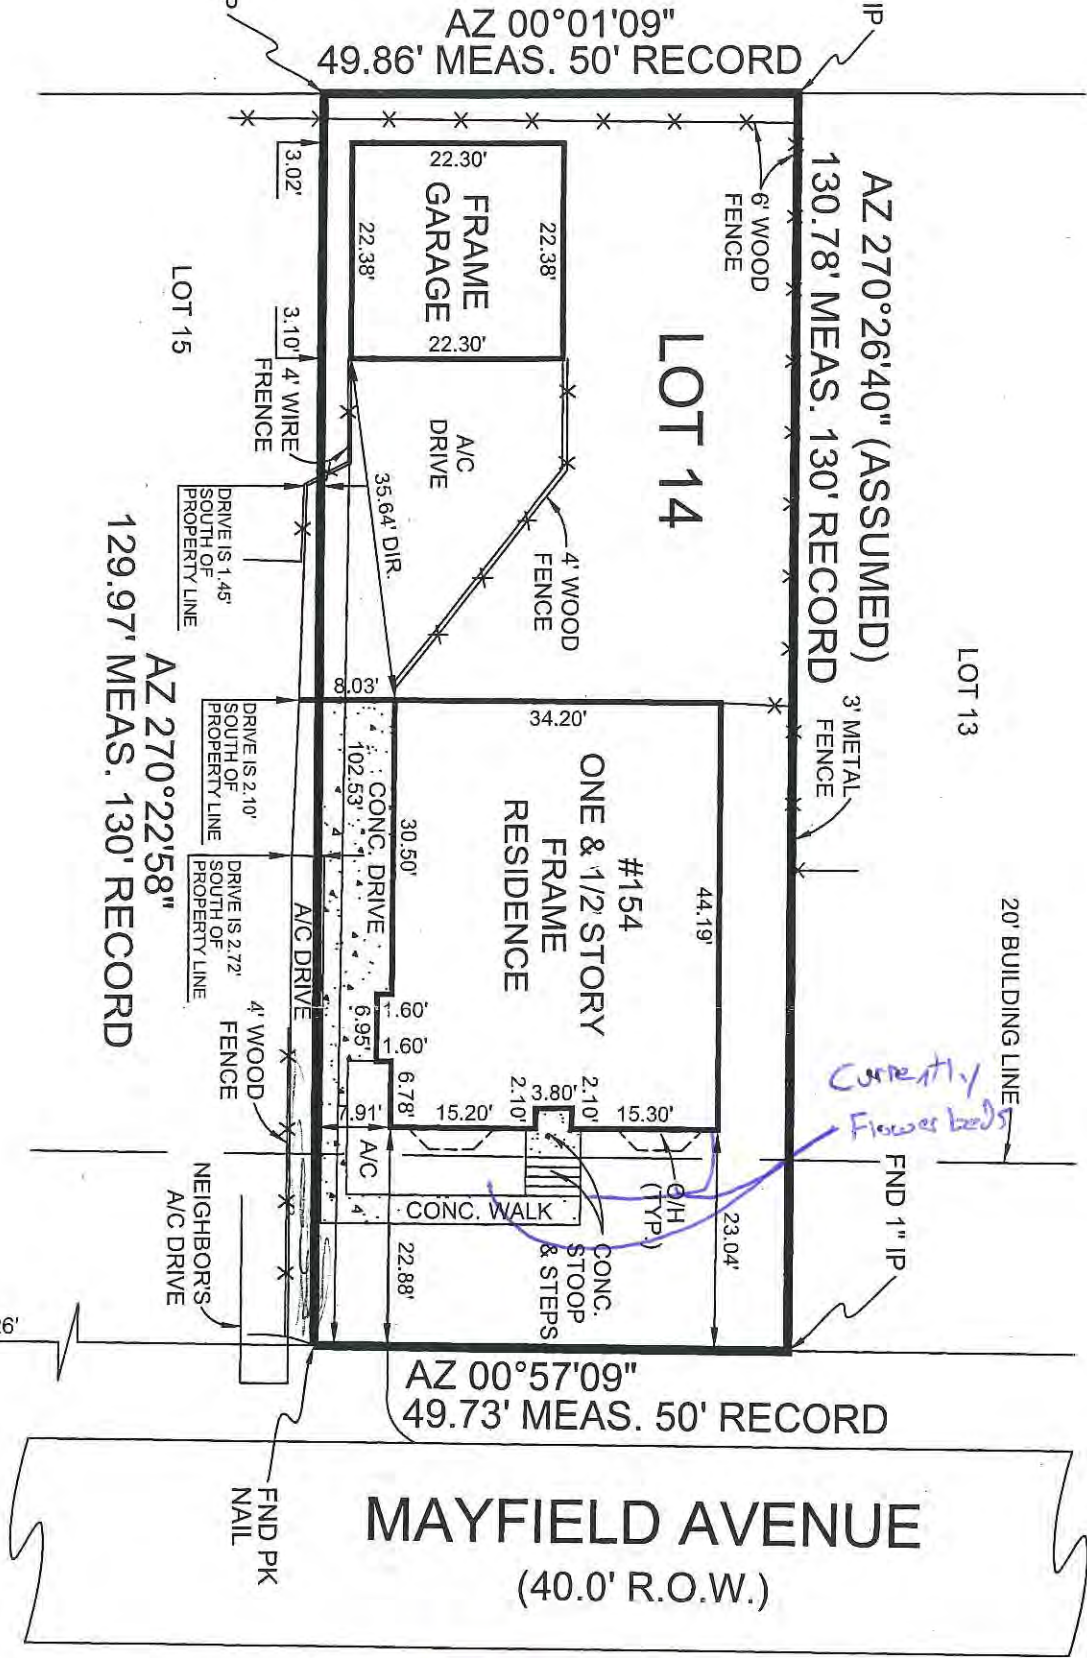 AZ 00°01'09"
49.86' MEAS. 50' RECORD
IP
AZ 270°26'40" (ASSUMED)
130.78' MEAS. 130' RECORD
6' WOOD
FENCE
3.02'
22.30'
FRAME
GARAGE
22.38'
22.38'
22.30'
LOT 15
3.10'
4' WIRE
FRENCE
A/C
DRIVE
LOT 14
LOT 13
35.64' DIR.
4' WOOD
FENCE
DRIVE IS 1.45'
SOUTH OF
PROPERTY LINE
AZ 270°22'58"
129.97' MEAS. 130' RECORD
8.03'
34.20'
3' METAL
FENCE
DRIVE IS 2.10'
SOUTH OF
PROPERTY LINE
CONC. DRIVE
102.53'
30.50'
#154
ONE & 1/2 STORY
FRAME
RESIDENCE
44.19'
DRIVE IS 2.72'
SOUTH OF
PROPERTY LINE
A/C DRIVE
1.60'
6.95'
1.60'
6.78'
4' WOOD
FENCE
7.91'
15.20'
2.10'
3.80'
2.10'
15.30'
20' BUILDING LINE
Currently
Flower beds
A/C
O/H
(TYP.)
CONC. WALK
CONC.
STOOP
& STEPS
22.88'
23.04'
FND 1" IP
NEIGHBOR'S
A/C DRIVE
26'
AZ 00°57'09"
49.73' MEAS. 50' RECORD
FND PK
NAIL
MAYFIELD AVENUE
(40.0' R.O.W.)